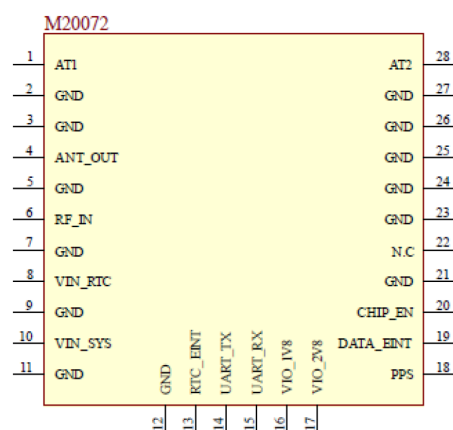 M20072
1 AT1 AT2 28
2 GND GND 27
3 GND GND 26
4 ANT_OUT GND 25
5 GND GND 24
6 RF_IN GND 23
7 GND N.C 22
8 VIN_RTC GND 21
9 GND CHIP_EN 20
10 VIN_SYS DATA_EINT 19
11 GND PPS 18
GND RTC_EINT UART_TX UART_RX VIO_1V8 VIO_2V8
12 13 14 15 16 17